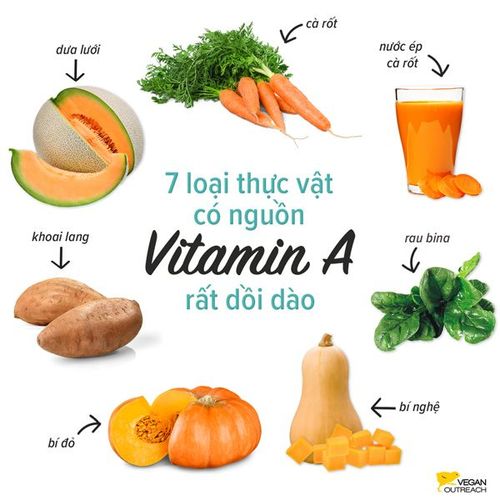 cà rốt
dưa lưới
nước ép
cà rốt
7 loại thực vật
có nguồn
Vitamin A
rất dồi dào
khoai lang
rau bina
bí đỏ
bí nghệ
VEGAN
OUTREACH